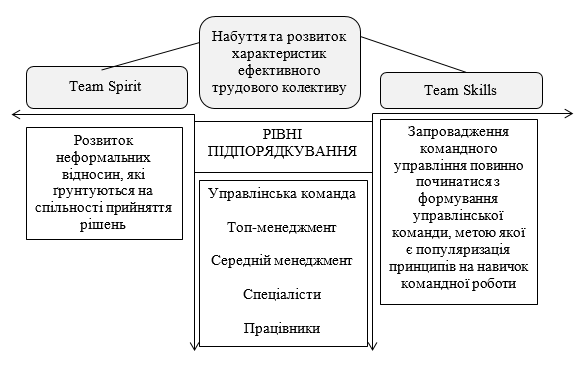 Набуття та розвиток
характеристик
ефективного
трудового колективу
Team Spirit
Team Skills
Розвиток
неформальних
відносин, які
ґрунтуються на
спільності прийняття
рішень
РІВНІ
ПІДПОРЯДКУВАННЯ
Управлінська команда
Топ-менеджмент
Середній менеджмент
Спеціалісти
Працівники
Запровадження
командного
управління повинно
починатися з
формування
управлінської
команди, метою якої
є популяризація
принципів на навичок
командної роботи